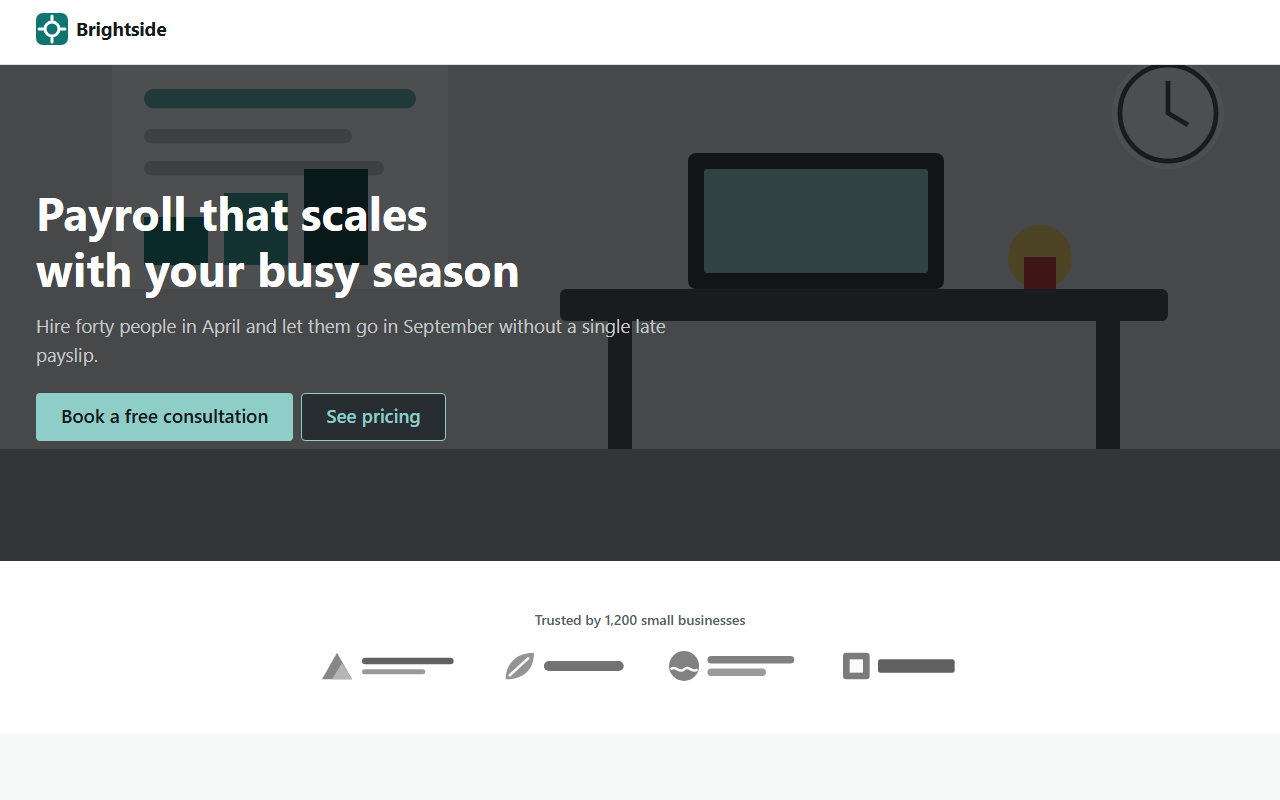 Brightside
Payroll that scales
with your busy season
Hire forty people in April and let them go in September without a single late
payslip.
Book a free consultation
See pricing
Trusted by 1,200 small businesses